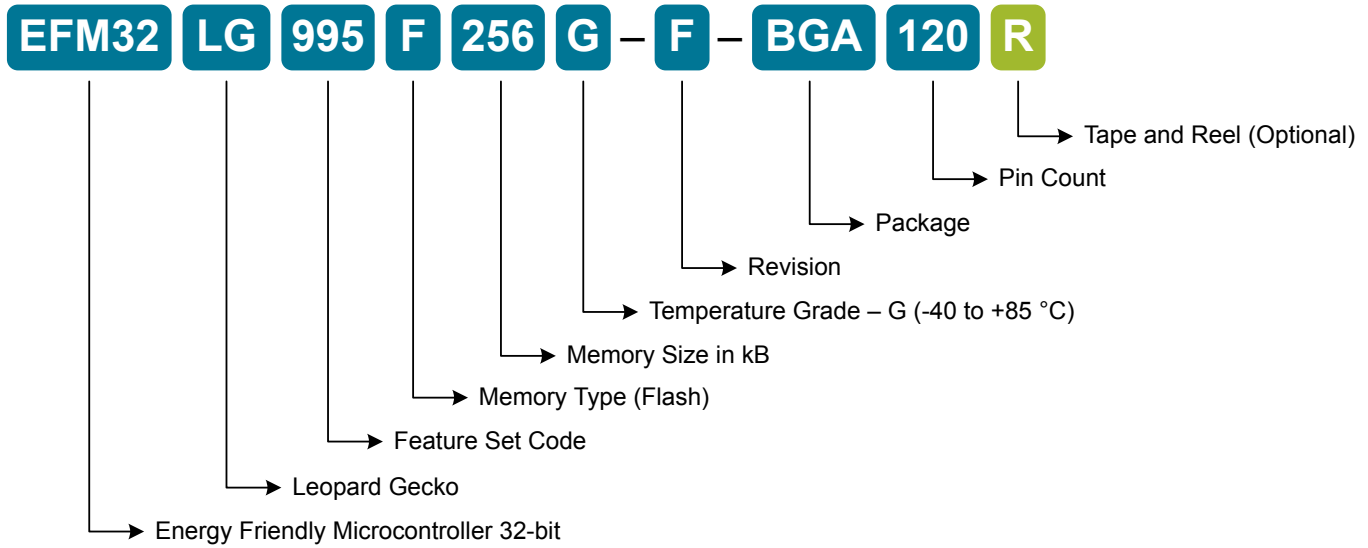 EFM32 LG 995 F 256 G – F – BGA 120 R
Tape and Reel (Optional)
Pin Count
Package
Revision
Temperature Grade – G (-40 to +85 °C)
Memory Size in kB
Memory Type (Flash)
Feature Set Code
Leopard Gecko
Energy Friendly Microcontroller 32-bit